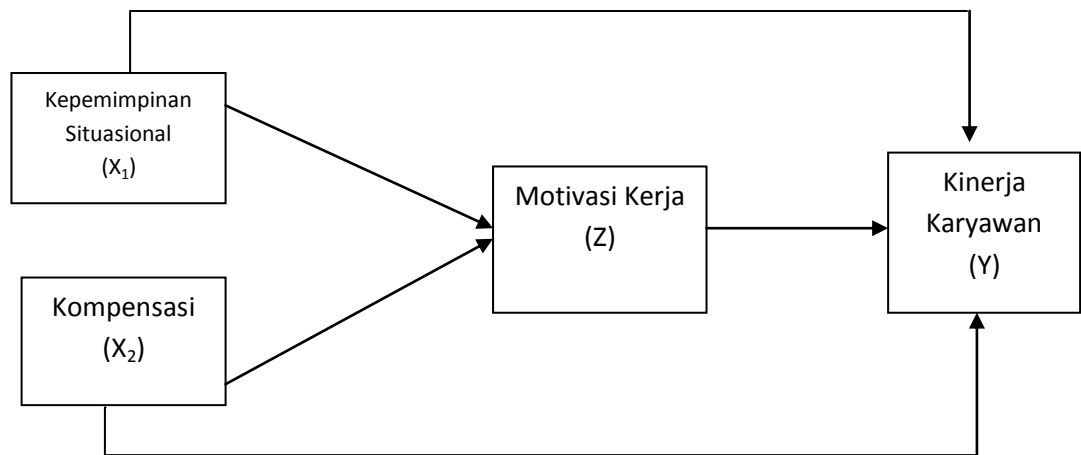 Kepemimpinan
Situasional
(X₁)
Motivasi Kerja
(Z)
Kinerja
Karyawan
(Y)
Kompensasi
(X₂)